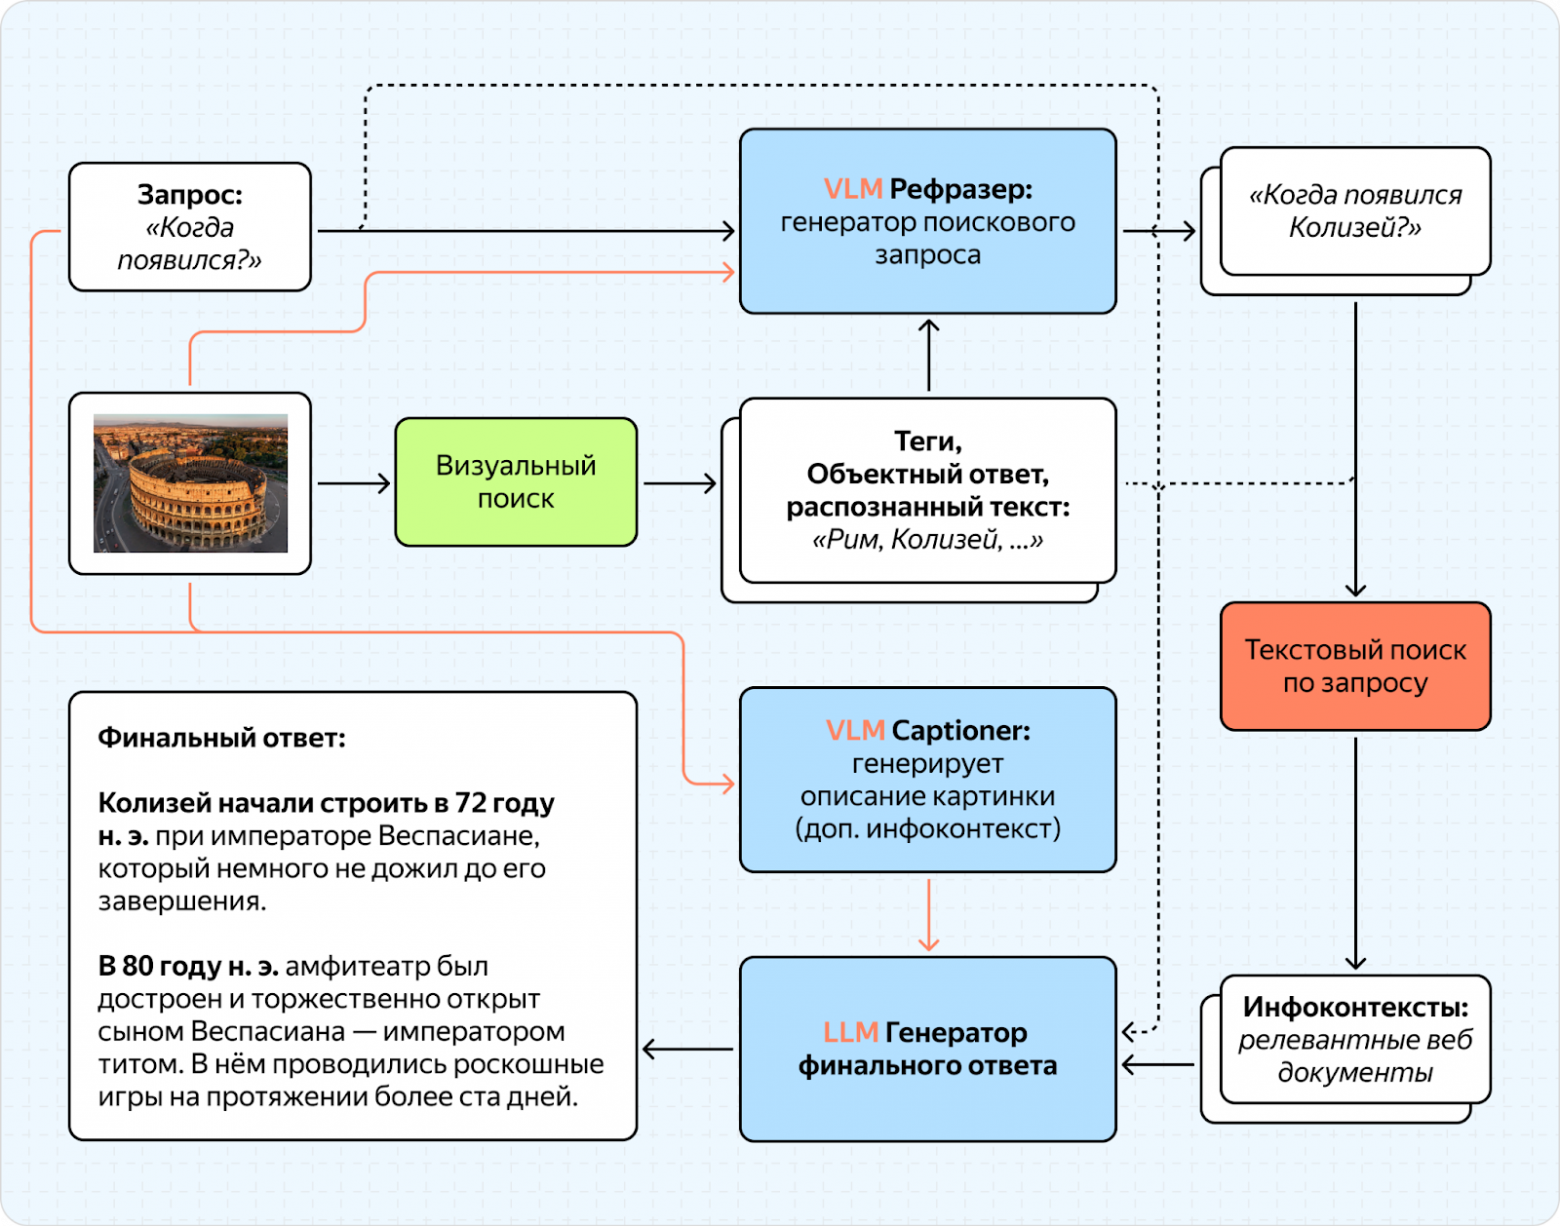 Запрос:
«Когда
появился?»
VLM Рефразер:
генератор поискового
запроса
«Когда появился
Колизей?»
Визуальный
поиск
Теги,
Объектный ответ,
распознанный текст:
«Рим, Колизей, ...»
Текстовый поиск
по запросу
VLM Captioner:
генерирует
описание картинки
(доп. инфоконтекст)
Инфоконтексты:
релевантные веб
документы
LLM Генератор
финального ответа
Финальный ответ:
Колизей начали строить в 72 году
н. э. при императоре Веспасиане,
который немного не дожил до его
завершения.
В 80 году н. э. амфитеатр был
достроен и торжественно открыт
сыном Веспасиана — императором
титом. В нём проводились роскошные
игры на протяжении более ста дней.